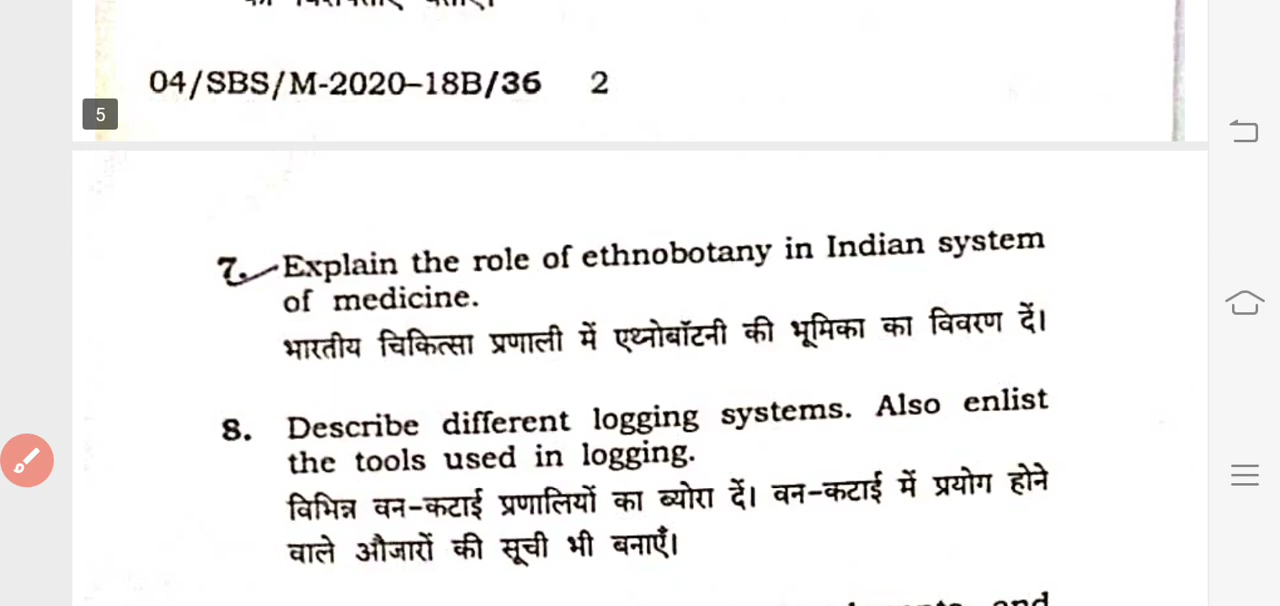 04/SBS/M-2020–18B/36 2
5
7. Explain the role of ethnobotany in Indian system
of medicine.
भारतीय चिकित्सा प्रणाली में एथ्नोबॉटनी की भूमिका का विवरण दें।
8. Describe different logging systems. Also enlist
the tools used in logging.
विभिन्न वन-कटाई प्रणालियों का ब्योरा दें। वन-कटाई में प्रयोग होने
वाले औजारों की सूची भी बनाएँ।
and